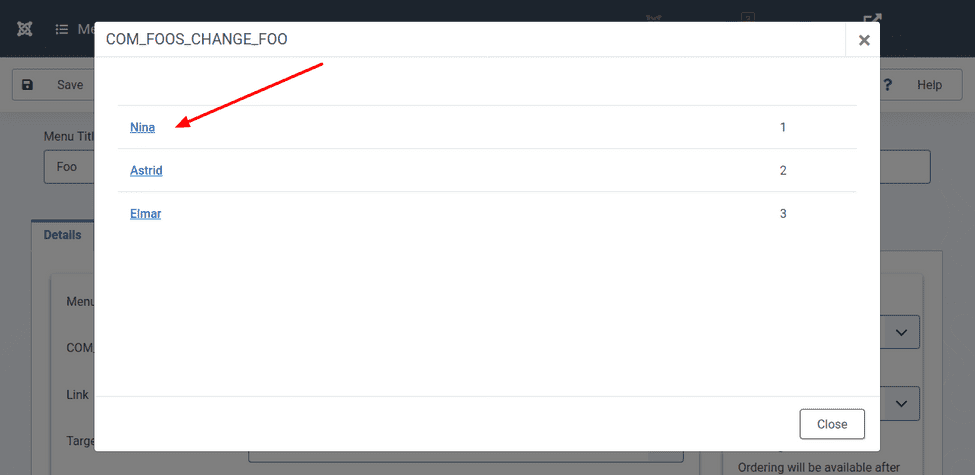 Me
3
COM_FOOS_CHANGE_FOO
Save
? Help
Nina 1
Menu Titl
Foo
Astrid 2
Elmar 3
Details
Menu
COM_
Link
Targe
Close
Ordering will be available after